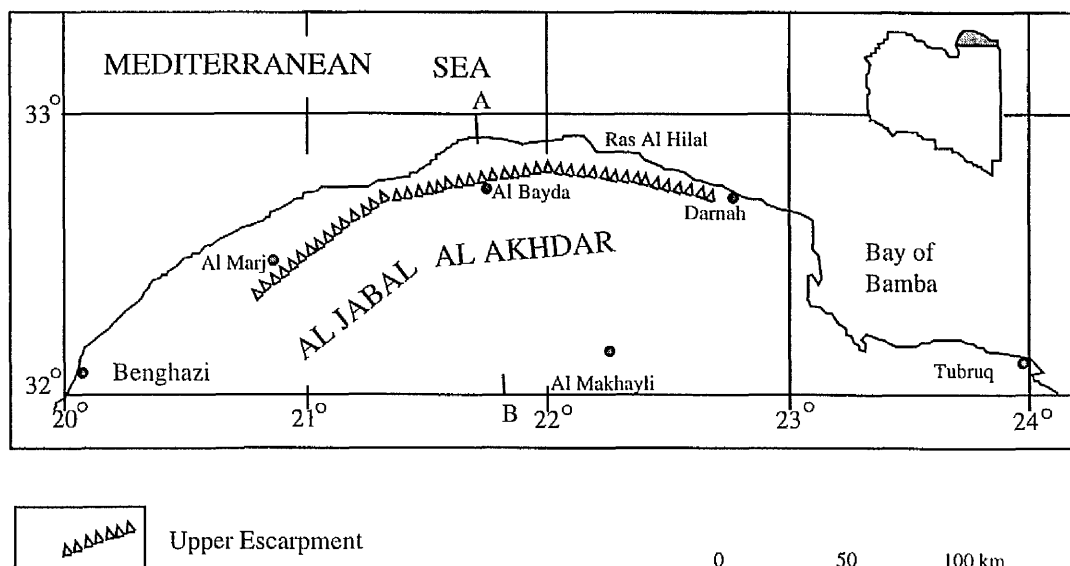 MEDITERRANEAN SEA
A
33°
Ras Al Hilal
Al Bayda
Darnah
Al Marj
AL JABAL AL AKHDAR
Bay of
Bamba
Benghazi
Al Makhayli
Tubruq
32°
20° 21° B 22° 23° 24°
Upper Escarpment
0 50 100 km